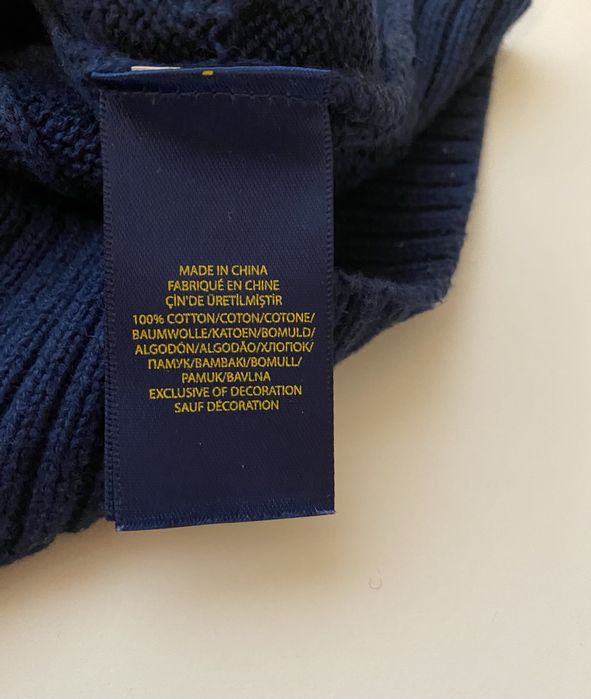 MADE IN CHINA
FABRIQUÉ EN CHINE
ÇİN'DE ÜRETİLMİŞTİR
100% COTTON/COTON/COTONE/
BAUMWOLLE/KATOEN/BOMULD/
ALGODÓN/ALGODÃO/ХЛОПОК/
ПАМУК/ΒΑΜΒΑΚΙ/BOMULL/
PAMUK/BAVLNA
EXCLUSIVE OF DECORATION
SAUF DÉCORATION